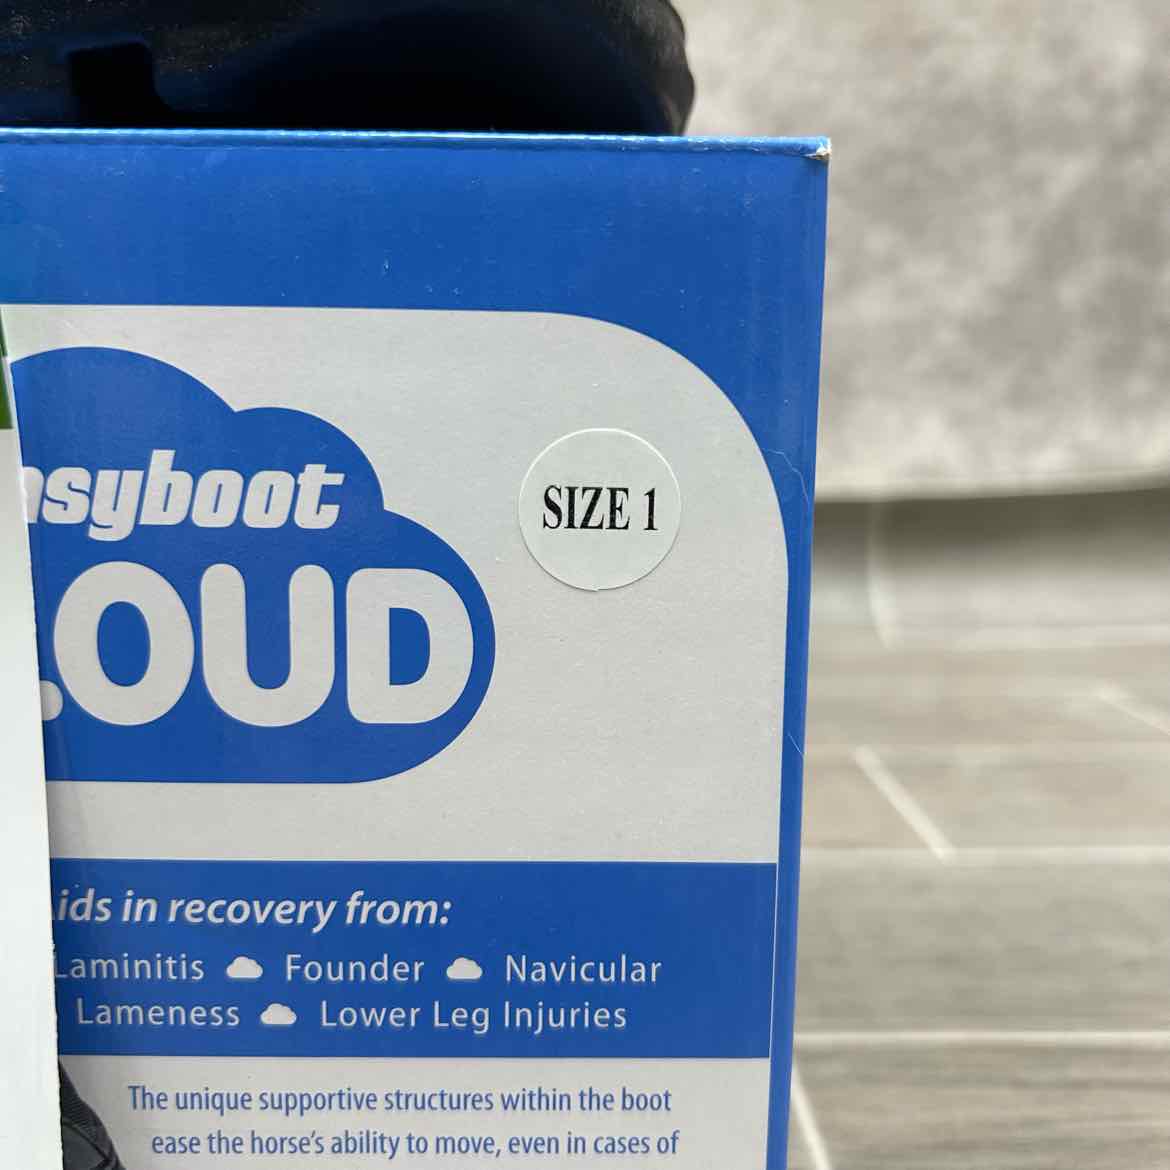 asyboot
SIZE 1
LOUD
ids in recovery from:
Laminitis Founder Navicular
Lameness Lower Leg Injuries
The unique supportive structures within the boot
ease the horse's ability to move, even in cases of